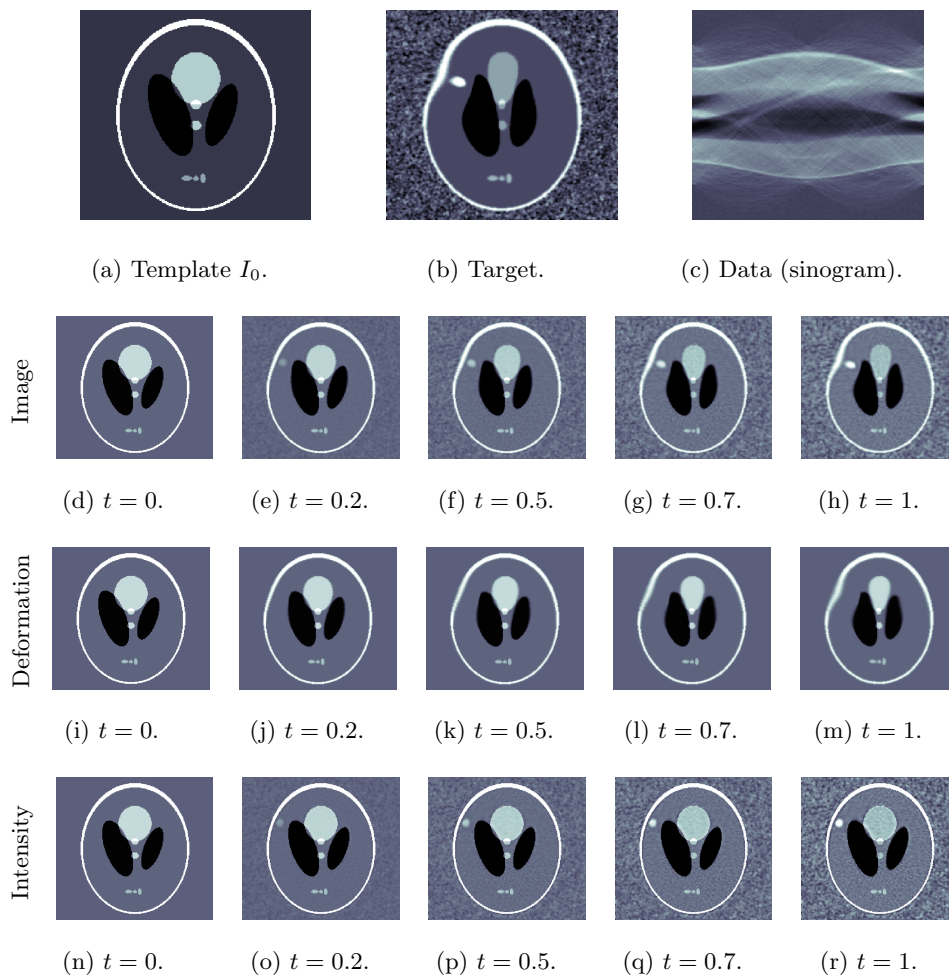 (a) Template $I_0$.
(b) Target.
(c) Data (sinogram).
Image
(d) $t = 0$.
(e) $t = 0.2$.
(f) $t = 0.5$.
(g) $t = 0.7$.
(h) $t = 1$.
Deformation
(i) $t = 0$.
(j) $t = 0.2$.
(k) $t = 0.5$.
(l) $t = 0.7$.
(m) $t = 1$.
Intensity
(n) $t = 0$.
(o) $t = 0.2$.
(p) $t = 0.5$.
(q) $t = 0.7$.
(r) $t = 1$.